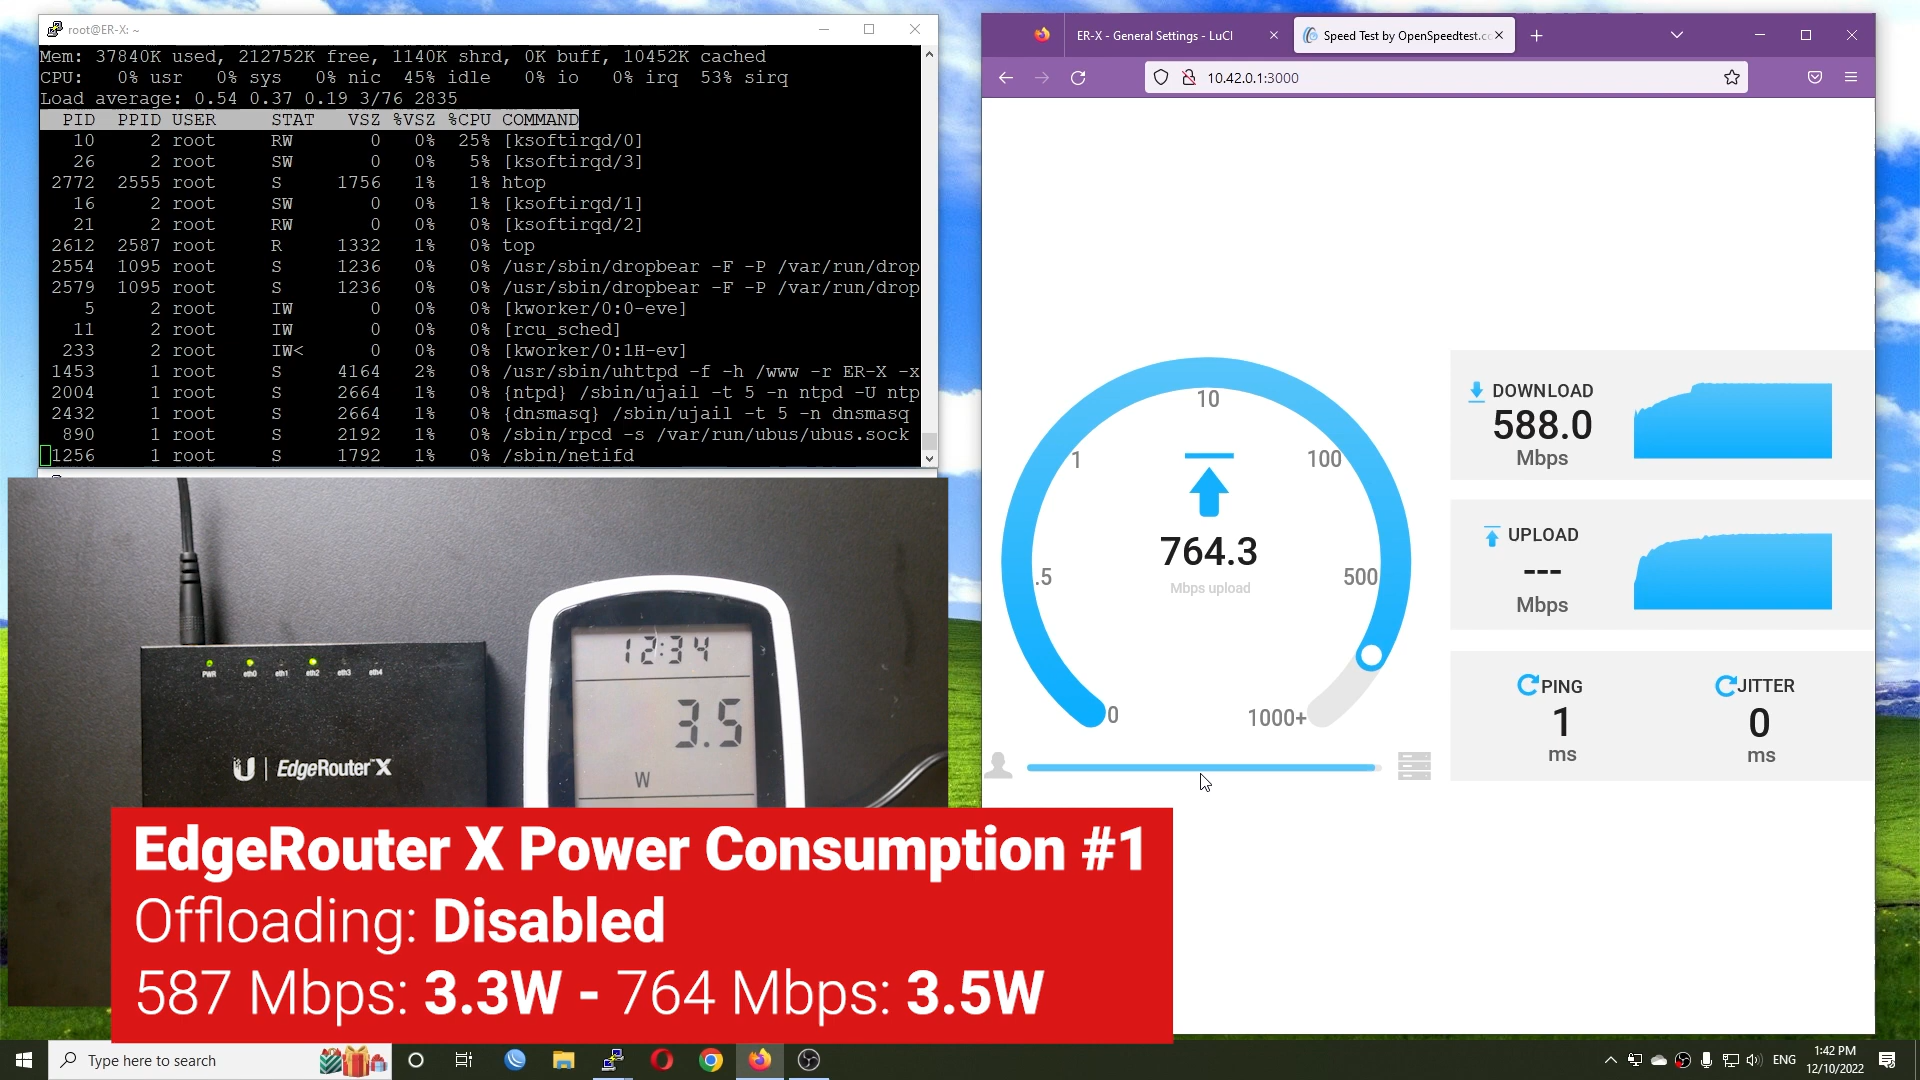 root@ER-X: ~
Mem: 37840K used, 212752K free, 1140K shrd, 0K buff, 10452K cached
CPU:   0% usr   0% sys   0% nic  45% idle   0% io   0% irq  53% sirq
Load average: 0.54 0.37 0.19 3/76 2835
PID  PPID USER     STAT   VSZ %VSZ %CPU COMMAND
10     2 root     RW       0   0%  25% [ksoftirqd/0]
26     2 root     SW       0   0%   5% [ksoftirqd/3]
2772  2555 root     S     1756   1%   1% htop
16     2 root     SW       0   0%   1% [ksoftirqd/1]
21     2 root     RW       0   0%   0% [ksoftirqd/2]
2612  2587 root     R     1332   1%   0% top
2554  1095 root     S     1236   0%   0% /usr/sbin/dropbear -F -P /var/run/drop
2579  1095 root     S     1236   0%   0% /usr/sbin/dropbear -F -P /var/run/drop
5     2 root     IW       0   0%   0% [kworker/0:0-eve]
11     2 root     IW       0   0%   0% [rcu_sched]
233     2 root     IW<      0   0%   0% [kworker/0:1H-ev]
1453     1 root     S     4164   2%   0% /usr/sbin/uhttpd -f -h /www -r ER-X -x
2004     1 root     S     2664   1%   0% {ntpd} /sbin/ujail -t 5 -n ntpd -U ntp
2432     1 root     S     2664   1%   0% {dnsmasq} /sbin/ujail -t 5 -n dnsmasq
890     1 root     S     2192   1%   0% /sbin/rpcd -s /var/run/ubus/ubus.sock
1256     1 root     S     1792   1%   0% /sbin/netifd
ER-X - General Settings - LuCI
Speed Test by OpenSpeedtest.co
10.42.0.1:3000
10
1
100
.5
500
0
1000+
764.3
Mbps upload
DOWNLOAD
588.0
Mbps
UPLOAD
---
Mbps
PING
1
ms
JITTER
0
ms
PWR eth0 eth1 eth2 eth3 eth4
U | EdgeRouter™ X
12:34
3.5
W
EdgeRouter X Power Consumption #1
Offloading: Disabled
587 Mbps: 3.3W - 764 Mbps: 3.5W
Type here to search
ENG
1:42 PM
12/10/2022